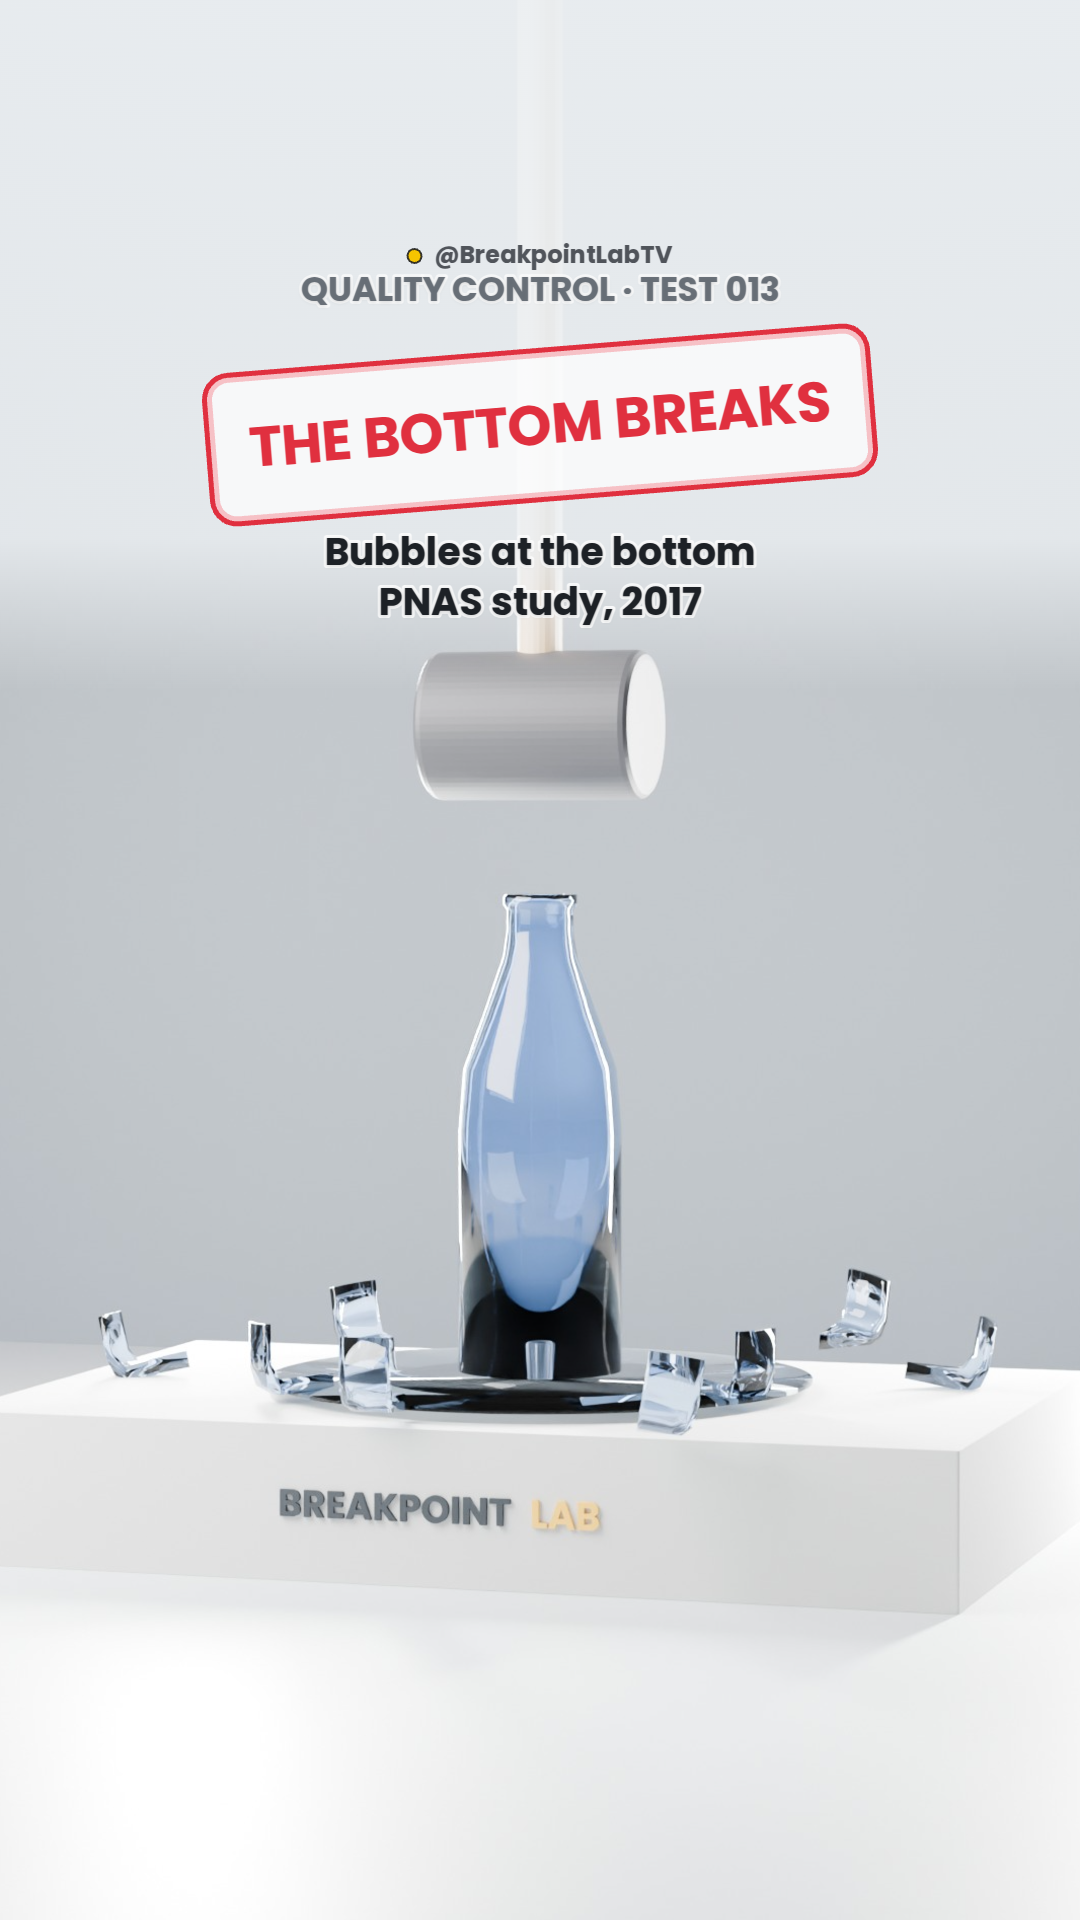 @BreakpointLabTV
QUALITY CONTROL · TEST 013
THE BOTTOM BREAKS
Bubbles at the bottom
PNAS study, 2017
BREAKPOINT LAB